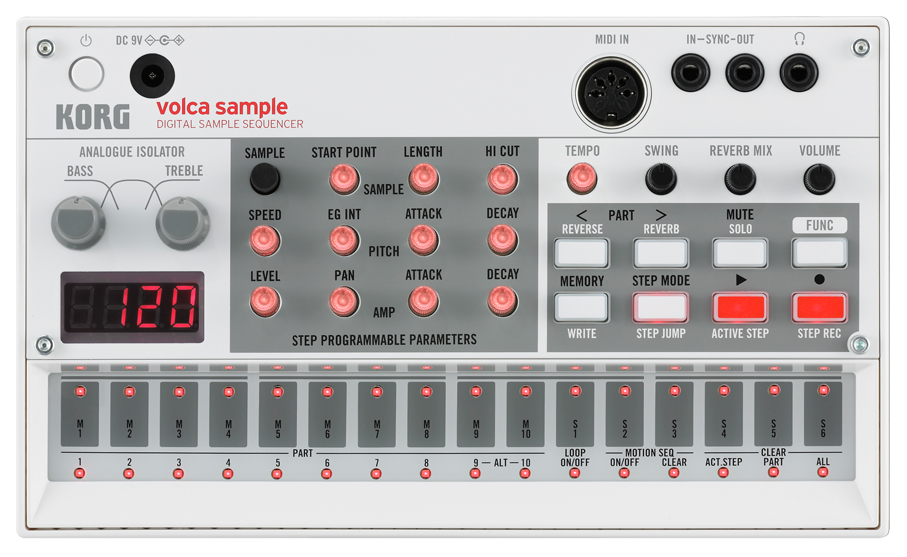 DC 9V
MIDI IN
IN–SYNC–OUT
KORG
volca sample
DIGITAL SAMPLE SEQUENCER
ANALOGUE ISOLATOR
BASS
TREBLE
120
SAMPLE
START POINT
LENGTH
HI CUT
SAMPLE
SPEED
EG INT
ATTACK
DECAY
PITCH
LEVEL
PAN
ATTACK
DECAY
AMP
STEP PROGRAMMABLE PARAMETERS
TEMPO
SWING
REVERB MIX
VOLUME
< PART >
MUTE
FUNC
REVERSE
REVERB
SOLO
MEMORY
STEP MODE
WRITE
STEP JUMP
ACTIVE STEP
STEP REC
M 1
M 2
M 3
M 4
M 5
M 6
M 7
M 8
M 9
M 10
S 1
S 2
S 3
S 4
S 5
S 6
PART
1 2 3 4 5 6 7 8 9 – ALT – 10
LOOP
ON/OFF
MOTION SEQ
ON/OFF
CLEAR
CLEAR
ACT.STEP
PART
ALL